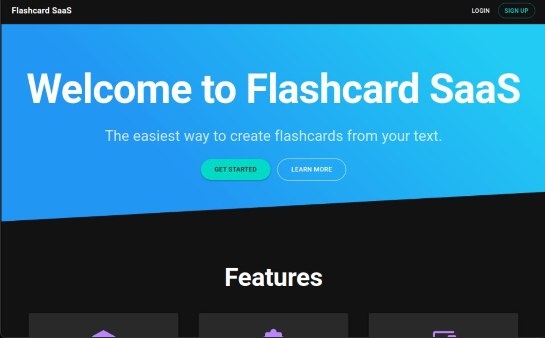 Flashcard SaaS
LOGIN
SIGN UP
Welcome to Flashcard SaaS
The easiest way to create flashcards from your text.
GET STARTED
LEARN MORE
Features